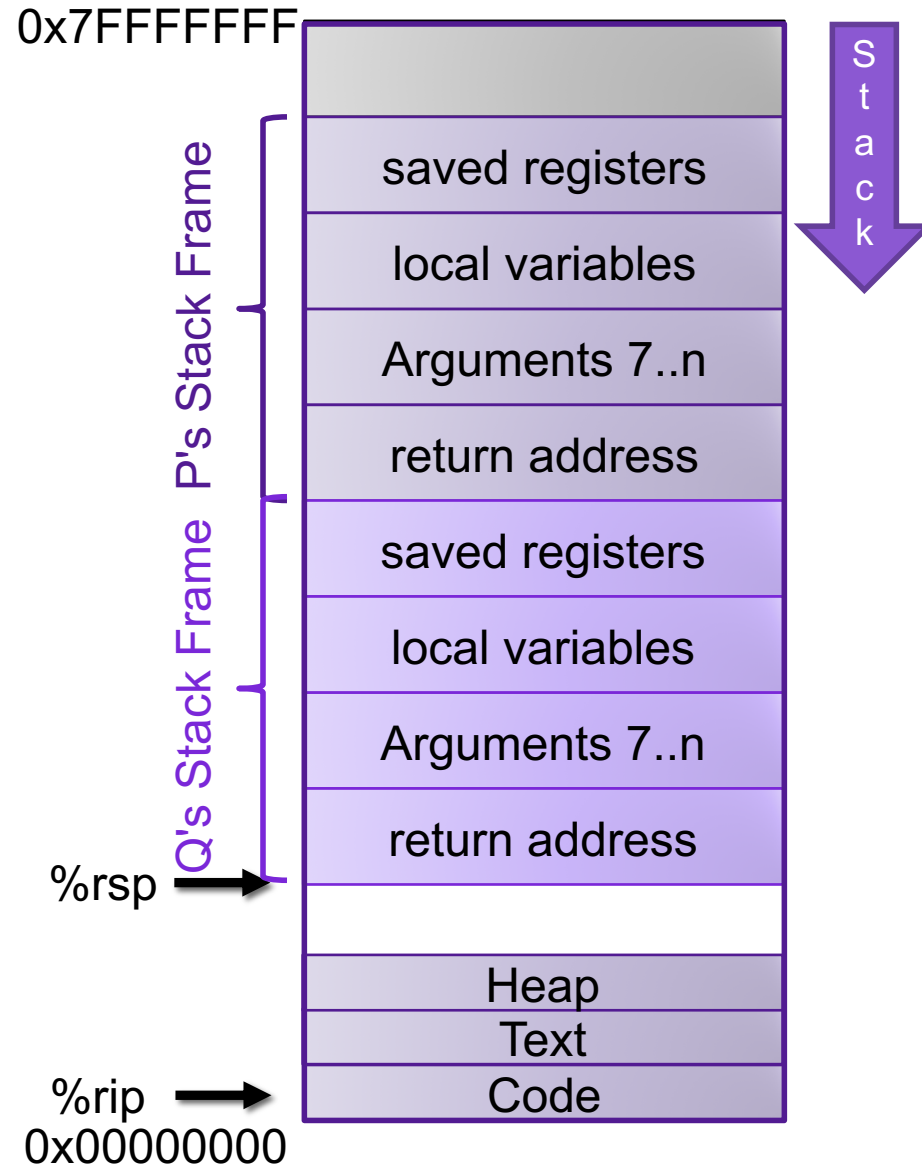 0x7FFFFFFF
Stack
P's Stack Frame
saved registers
local variables
Arguments 7..n
return address
Q's Stack Frame
saved registers
local variables
Arguments 7..n
return address
%rsp
Heap
Text
%rip
Code
0x00000000